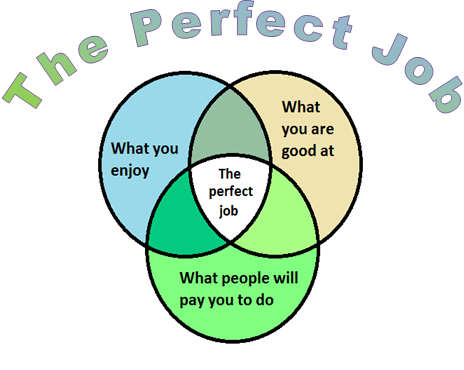 The Perfect Job
What you
enjoy
What
you are
good at
The
perfect
job
What people will
pay you to do